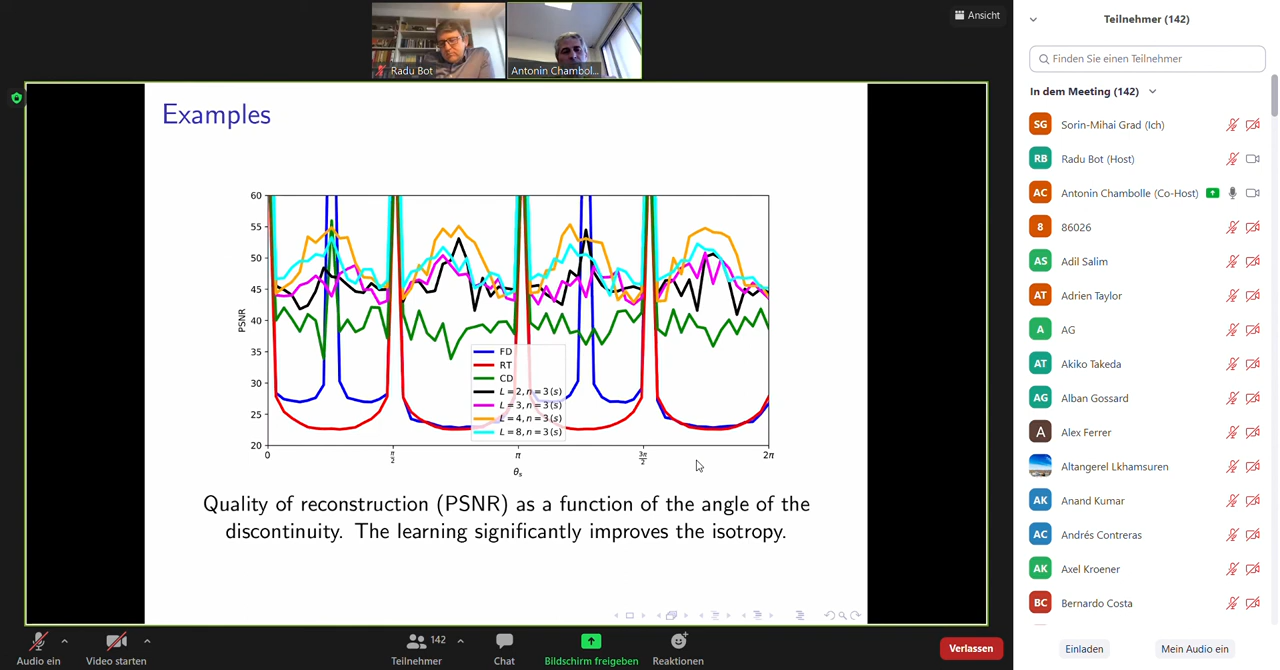 Ansicht
Radu Bot
Antonin Chambol...
Examples
60
55
50
45
40
35
30
25
20
PSNR
FD
RT
CD
L = 2, n = 3 (s)
L = 3, n = 3 (s)
L = 4, n = 3 (s)
L = 8, n = 3 (s)
0
π/2
π
3π/2
2π
θs
Quality of reconstruction (PSNR) as a function of the angle of the
discontinuity. The learning significantly improves the isotropy.
Audio ein
Video starten
142
Teilnehmer
Chat
Bildschirm freigeben
Reaktionen
Verlassen
Teilnehmer (142)
Finden Sie einen Teilnehmer
In dem Meeting (142)
SG Sorin-Mihai Grad (Ich)
RB Radu Bot (Host)
AC Antonin Chambolle (Co-Host)
8 86026
AS Adil Salim
AT Adrien Taylor
A AG
AT Akiko Takeda
AG Alban Gossard
A Alex Ferrer
Altangerel Lkhamsuren
AK Anand Kumar
AC Andrés Contreras
AK Axel Kroener
BC Bernardo Costa
Einladen
Mein Audio ein